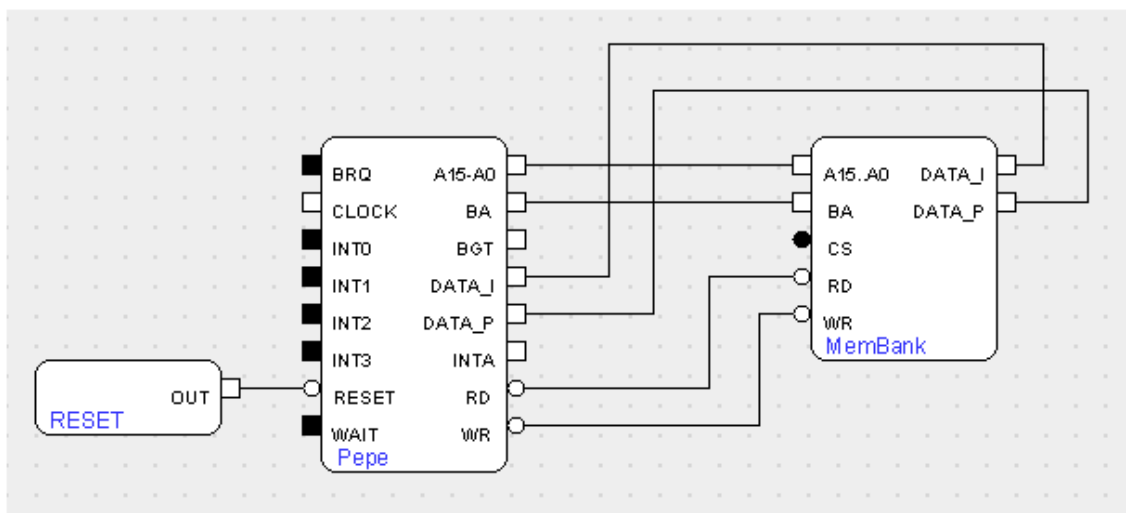 BRQ A15-A0
CLOCK BA
INT0 BGT
INT1 DATA_I
INT2 DATA_P
INT3 INTA
RESET RD
WAIT WR
Pepe
A15..A0 DATA_I
BA DATA_P
CS
RD
WR
MemBank
OUT
RESET